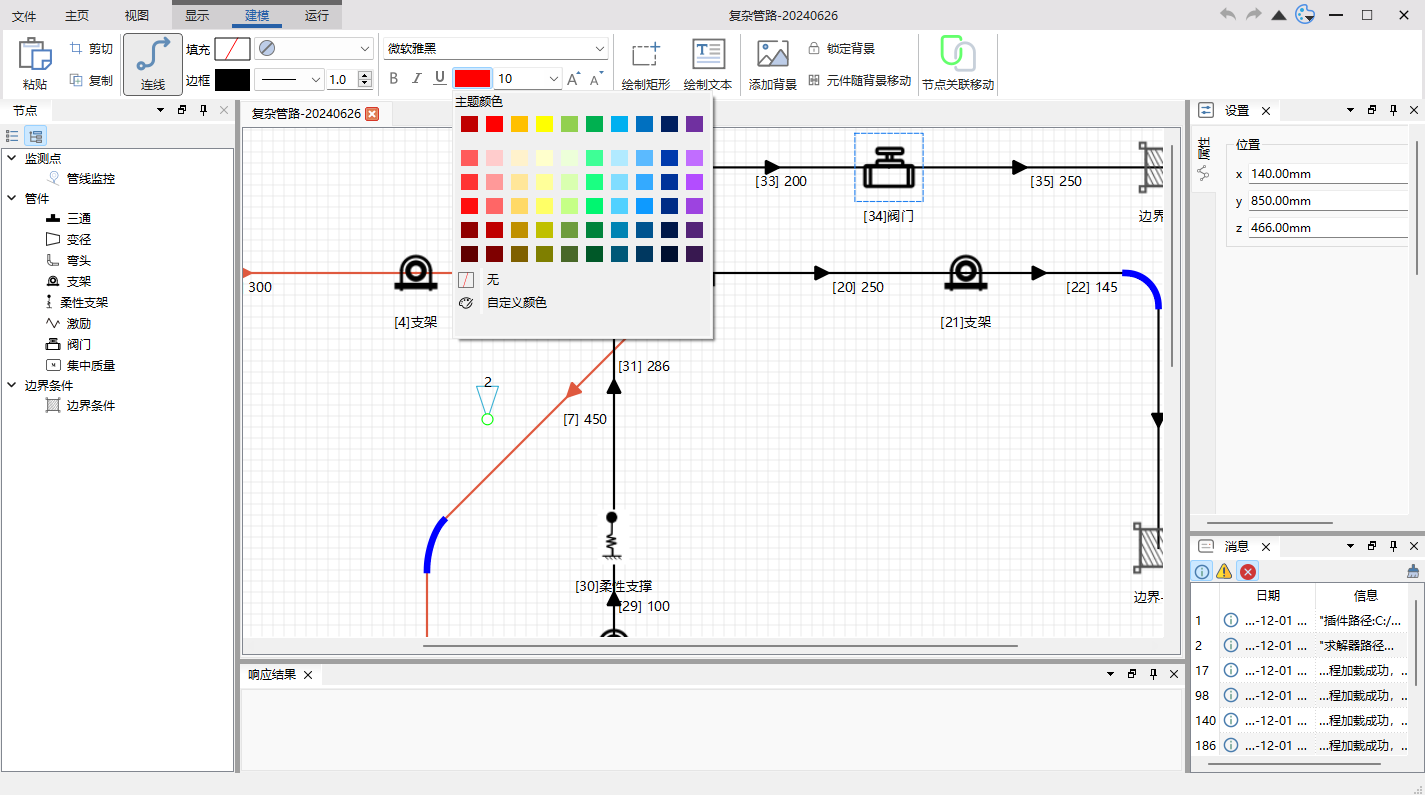 文件 主页 视图 显示 建模 运行 复杂管路-20240626
粘贴 剪切 复制 连线 填充 边框 1.0 微软雅黑 B I U 10 A A 绘制矩形 绘制文本 添加背景 锁定背景 元件随背景移动 节点关联移动
节点
监测点
管线监控
管件
三通
变径
弯头
支架
柔性支架
激励
阀门
集中质量
边界条件
边界条件
复杂管路-20240626
主题颜色
无
自定义颜色
[33] 200
[35] 250
[34]阀门
边界
300
[20] 250
[22] 145
[4]支架
[21]支架
[31] 286
2
[7] 450
[30]柔性支撑
[29] 100
边界
响应结果
设置
位置
x 140.00mm
y 850.00mm
z 466.00mm
消息
日期 信息
1 ...-12-01 ... "插件路径:C:/...
2 ...-12-01 ... "求解器路径...
17 ...-12-01 ... ...程加载成功，..
98 ...-12-01 ... ...程加载成功，..
140 ...-12-01 ... ...程加载成功，..
186 ...-12-01 ... ...程加载成功，..